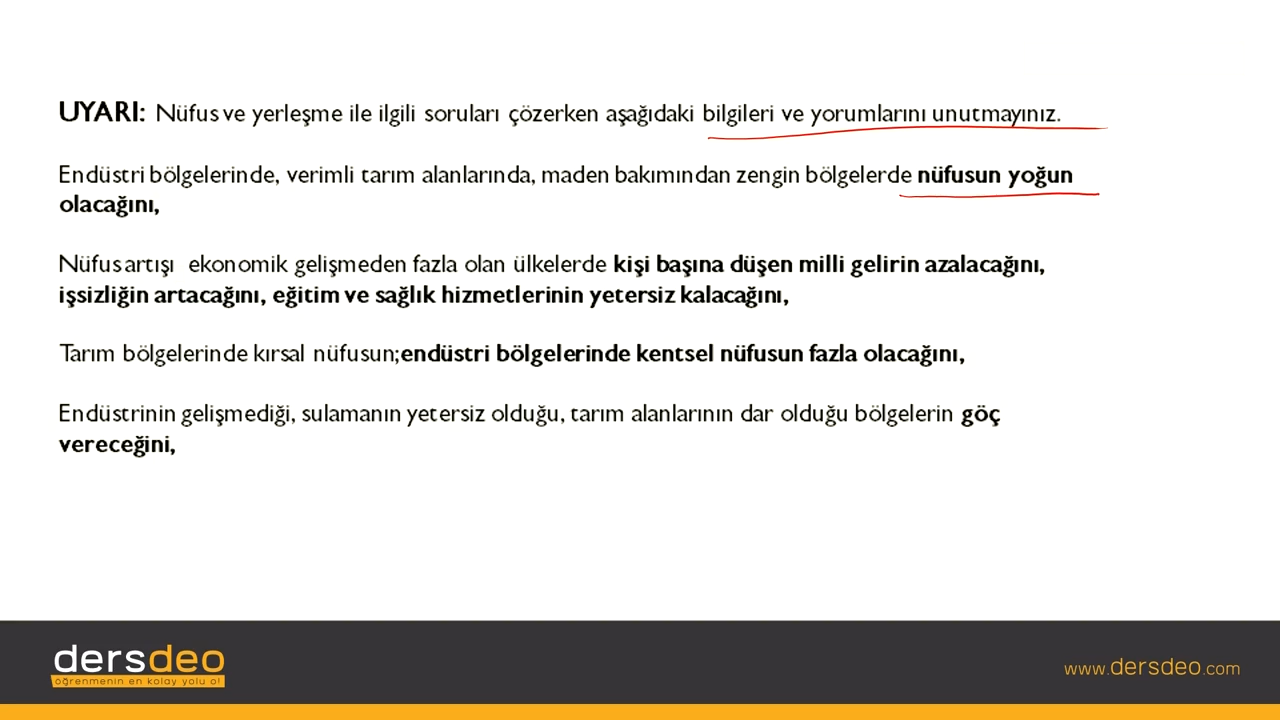 UYARI: Nüfus ve yerleşme ile ilgili soruları çözerken aşağıdaki bilgileri ve yorumlarını unutmayınız.
Endüstri bölgelerinde, verimli tarım alanlarında, maden bakımından zengin bölgelerde nüfusun yoğun
olacağını,
Nüfus artışı ekonomik gelişmeden fazla olan ülkelerde kişi başına düşen milli gelirin azalacağını,
işsizliğin artacağını, eğitim ve sağlık hizmetlerinin yetersiz kalacağını,
Tarım bölgelerinde kırsal nüfusun;endüstri bölgelerinde kentsel nüfusun fazla olacağını,
Endüstrinin gelişmediği, sulamanın yetersiz olduğu, tarım alanlarının dar olduğu bölgelerin göç
vereceğini,
dersdeo
öğrenmenin en kolay yolu o!
www.dersdeo.com